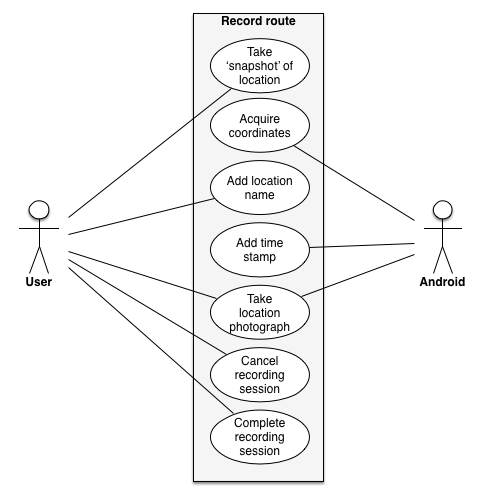 Record route
Take
‘snapshot’ of
location
Acquire
coordinates
Add location
name
Add time
stamp
Take
location
photograph
Cancel
recording
session
Complete
recording
session
User
Android